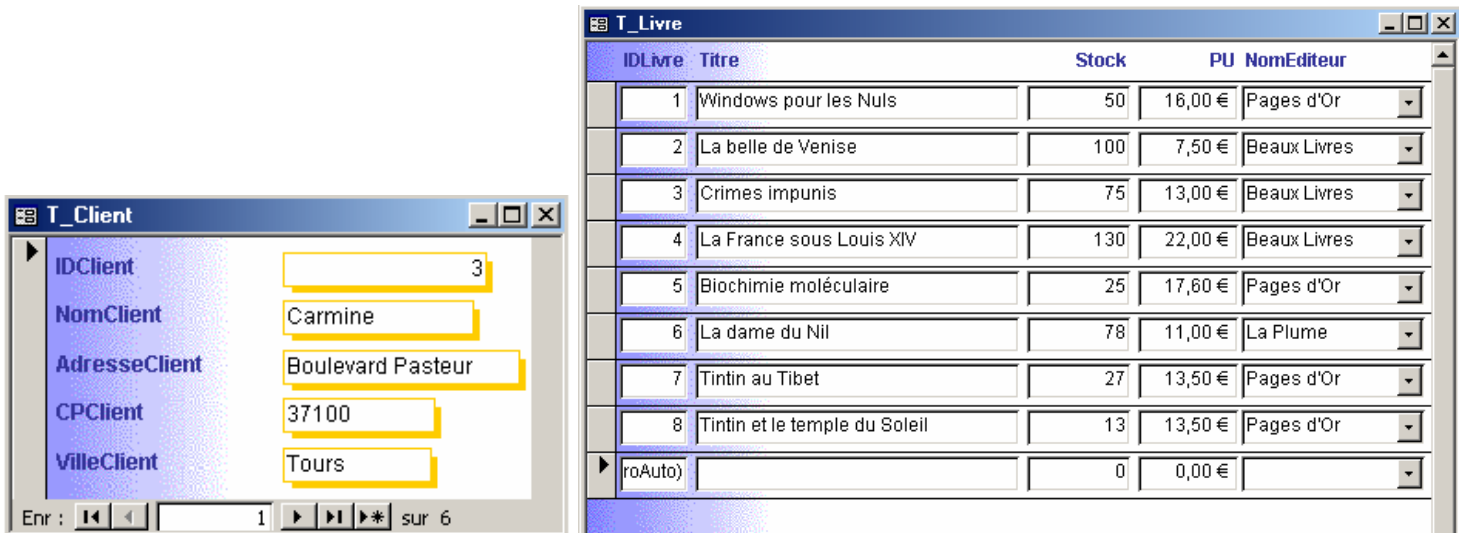 T_Client
IDClient 3
NomClient Carmine
AdresseClient Boulevard Pasteur
CPClient 37100
VilleClient Tours
Enr : 1 sur 6
T_Livre
IDLivre Titre Stock PU NomEditeur
1 Windows pour les Nuls 50 16,00 € Pages d'Or
2 La belle de Venise 100 7,50 € Beaux Livres
3 Crimes impunis 75 13,00 € Beaux Livres
4 La France sous Louis XIV 130 22,00 € Beaux Livres
5 Biochimie moléculaire 25 17,60 € Pages d'Or
6 La dame du Nil 78 11,00 € La Plume
7 Tintin au Tibet 27 13,50 € Pages d'Or
8 Tintin et le temple du Soleil 13 13,50 € Pages d'Or
roAuto) 0 0,00 €